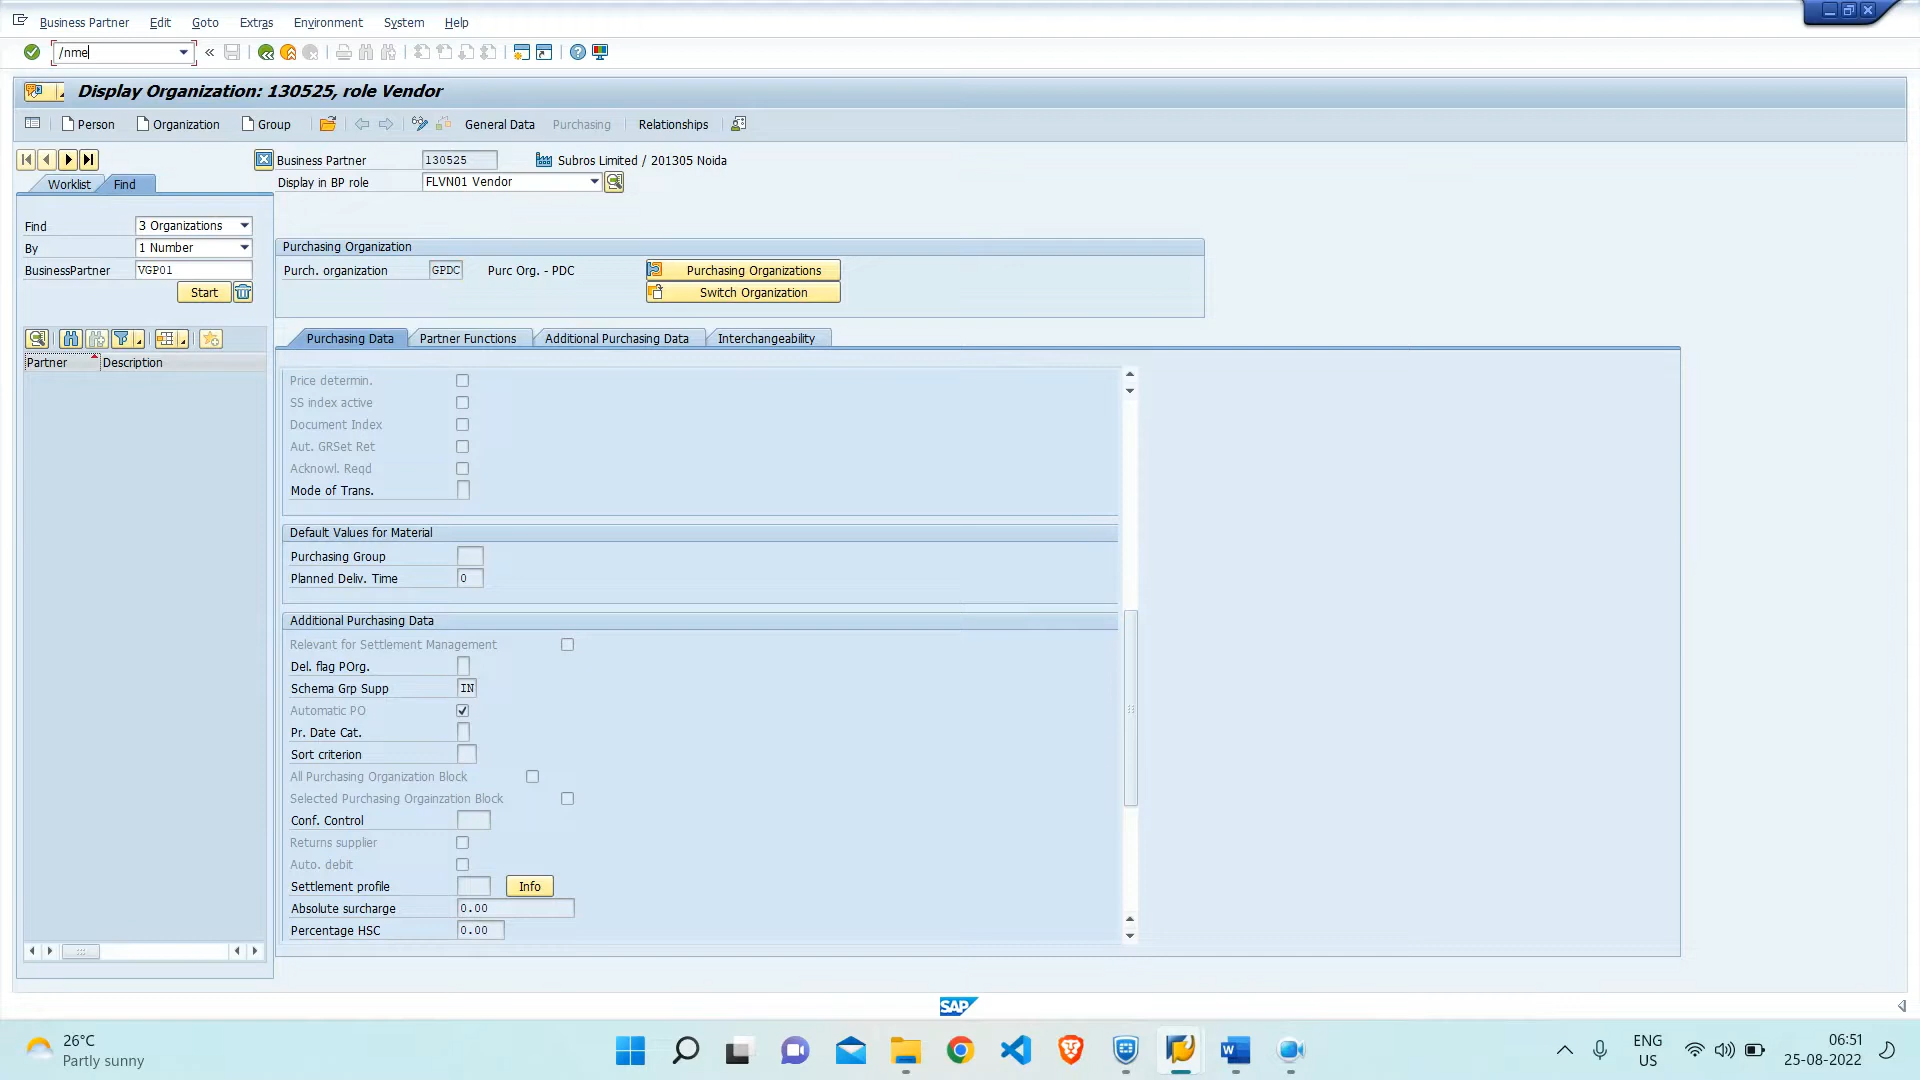 Business Partner Edit Goto Extras Environment System Help
/nme
Display Organization: 130525, role Vendor
Person Organization Group General Data Purchasing Relationships
Business Partner 130525 Subros Limited / 201305 Noida
Worklist Find
Display in BP role FLVN01 Vendor
Find 3 Organizations
By 1 Number
BusinessPartner VGP01
Start
Partner Description
Purchasing Organization
Purch. organization GPDC Purc Org. - PDC Purchasing Organizations
Switch Organization
Purchasing Data Partner Functions Additional Purchasing Data Interchangeability
Price determin.
SS index active
Document Index
Aut. GRSet Ret
Acknowl. Reqd
Mode of Trans.
Default Values for Material
Purchasing Group
Planned Deliv. Time 0
Additional Purchasing Data
Relevant for Settlement Management
Del. flag POrg.
Schema Grp Supp IN
Automatic PO
Pr. Date Cat.
Sort criterion
All Purchasing Organization Block
Selected Purchasing Orgainzation Block
Conf. Control
Returns supplier
Auto. debit
Settlement profile Info
Absolute surcharge 0.00
Percentage HSC 0.00
SAP
26°C
Partly sunny
ENG
US
06:51
25-08-2022